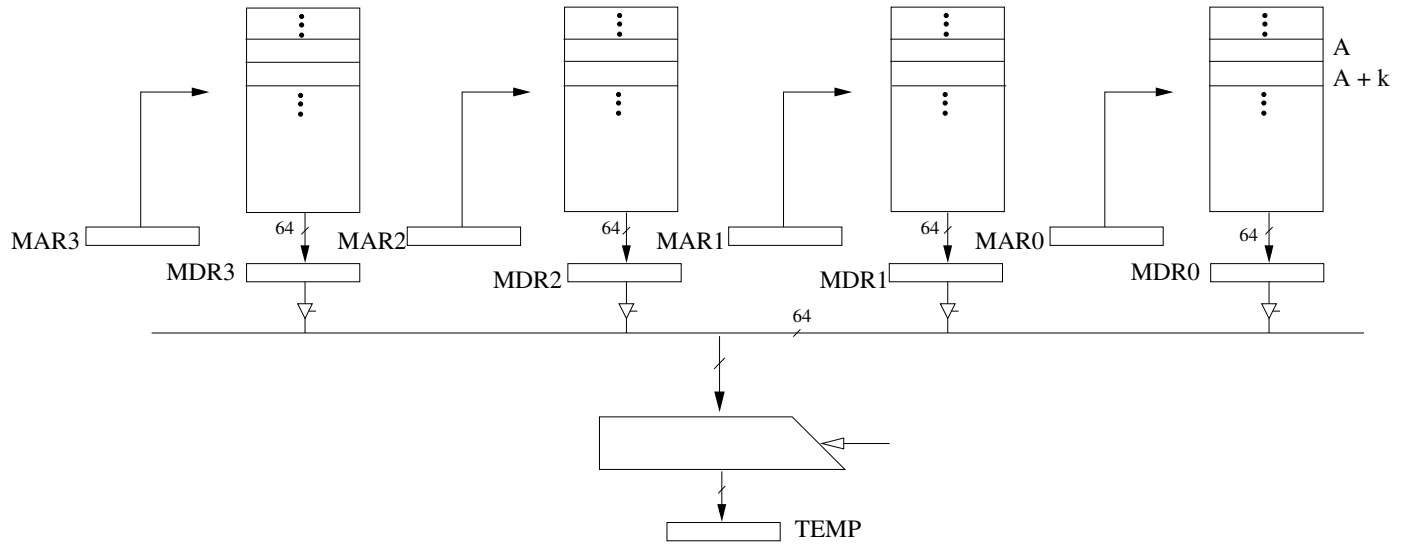 A
A + k
64
64
64
64
MAR3
MAR2
MAR1
MAR0
MDR3
MDR2
MDR1
MDR0
64
TEMP